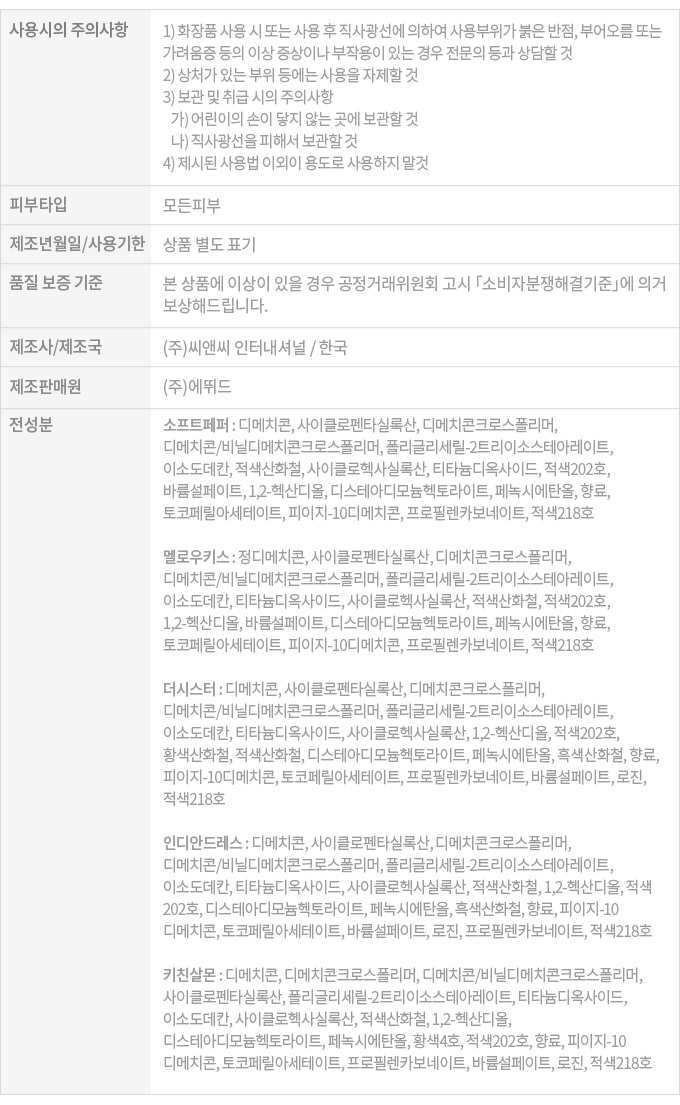 사용시의 주의사항
1) 화장품 사용 시 또는 사용 후 직사광선에 의하여 사용부위가 붉은 반점, 부어오름 또는
가려움증 등의 이상 증상이나 부작용이 있는 경우 전문의 등과 상담할 것
2) 상처가 있는 부위 등에는 사용을 자제할 것
3) 보관 및 취급 시의 주의사항
가) 어린이의 손이 닿지 않는 곳에 보관할 것
나) 직사광선을 피해서 보관할 것
4) 제시된 사용법 이외이 용도로 사용하지 말것
피부타입
모든피부
제조년월일/사용기한
상품 별도 표기
품질 보증 기준
본 상품에 이상이 있을 경우 공정거래위원회 고시 「소비자분쟁해결기준」에 의거
보상해드립니다.
제조사/제조국
(주)씨앤씨 인터내셔널 / 한국
제조판매원
(주)에뛰드
전성분
소프트페퍼 : 디메치콘, 사이클로펜타실록산, 디메치콘크로스폴리머,
디메치콘/비닐디메치콘크로스폴리머, 폴리글리세릴-2트리이소스테아레이트,
이소도데칸, 적색산화철, 사이클로헥사실록산, 티타늄디옥사이드, 적색202호,
바륨설페이트, 1,2-헥산디올, 디스테아디모늄헥토라이트, 페녹시에탄올, 향료,
토코페릴아세테이트, 피이지-10디메치콘, 프로필렌카보네이트, 적색218호
멜로우키스 : 정디메치콘, 사이클로펜타실록산, 디메치콘크로스폴리머,
디메치콘/비닐디메치콘크로스폴리머, 폴리글리세릴-2트리이소스테아레이트,
이소도데칸, 티타늄디옥사이드, 사이클로헥사실록산, 적색산화철, 적색202호,
1,2-헥산디올, 바륨설페이트, 디스테아디모늄헥토라이트, 페녹시에탄올, 향료,
토코페릴아세테이트, 피이지-10디메치콘, 프로필렌카보네이트, 적색218호
더시스터 : 디메치콘, 사이클로펜타실록산, 디메치콘크로스폴리머,
디메치콘/비닐디메치콘크로스폴리머, 폴리글리세릴-2트리이소스테아레이트,
이소도데칸, 티타늄디옥사이드, 사이클로헥사실록산, 1,2-헥산디올, 적색202호,
황색산화철, 적색산화철, 디스테아디모늄헥토라이트, 페녹시에탄올, 흑색산화철, 향료,
피이지-10디메치콘, 토코페릴아세테이트, 프로필렌카보네이트, 바륨설페이트, 로진,
적색218호
인디안드레스 : 디메치콘, 사이클로펜타실록산, 디메치콘크로스폴리머,
디메치콘/비닐디메치콘크로스폴리머, 폴리글리세릴-2트리이소스테아레이트,
이소도데칸, 티타늄디옥사이드, 사이클로헥사실록산, 적색산화철, 1,2-헥산디올, 적색
202호, 디스테아디모늄헥토라이트, 페녹시에탄올, 흑색산화철, 향료, 피이지-10
디메치콘, 토코페릴아세테이트, 바륨설페이트, 로진, 프로필렌카보네이트, 적색218호
키친살몬 : 디메치콘, 디메치콘크로스폴리머, 디메치콘/비닐디메치콘크로스폴리머,
사이클로펜타실록산, 폴리글리세릴-2트리이소스테아레이트, 티타늄디옥사이드,
이소도데칸, 사이클로헥사실록산, 적색산화철, 1,2-헥산디올,
디스테아디모늄헥토라이트, 페녹시에탄올, 황색4호, 적색202호, 향료, 피이지-10
디메치콘, 토코페릴아세테이트, 프로필렌카보네이트, 바륨설페이트, 로진, 적색218호